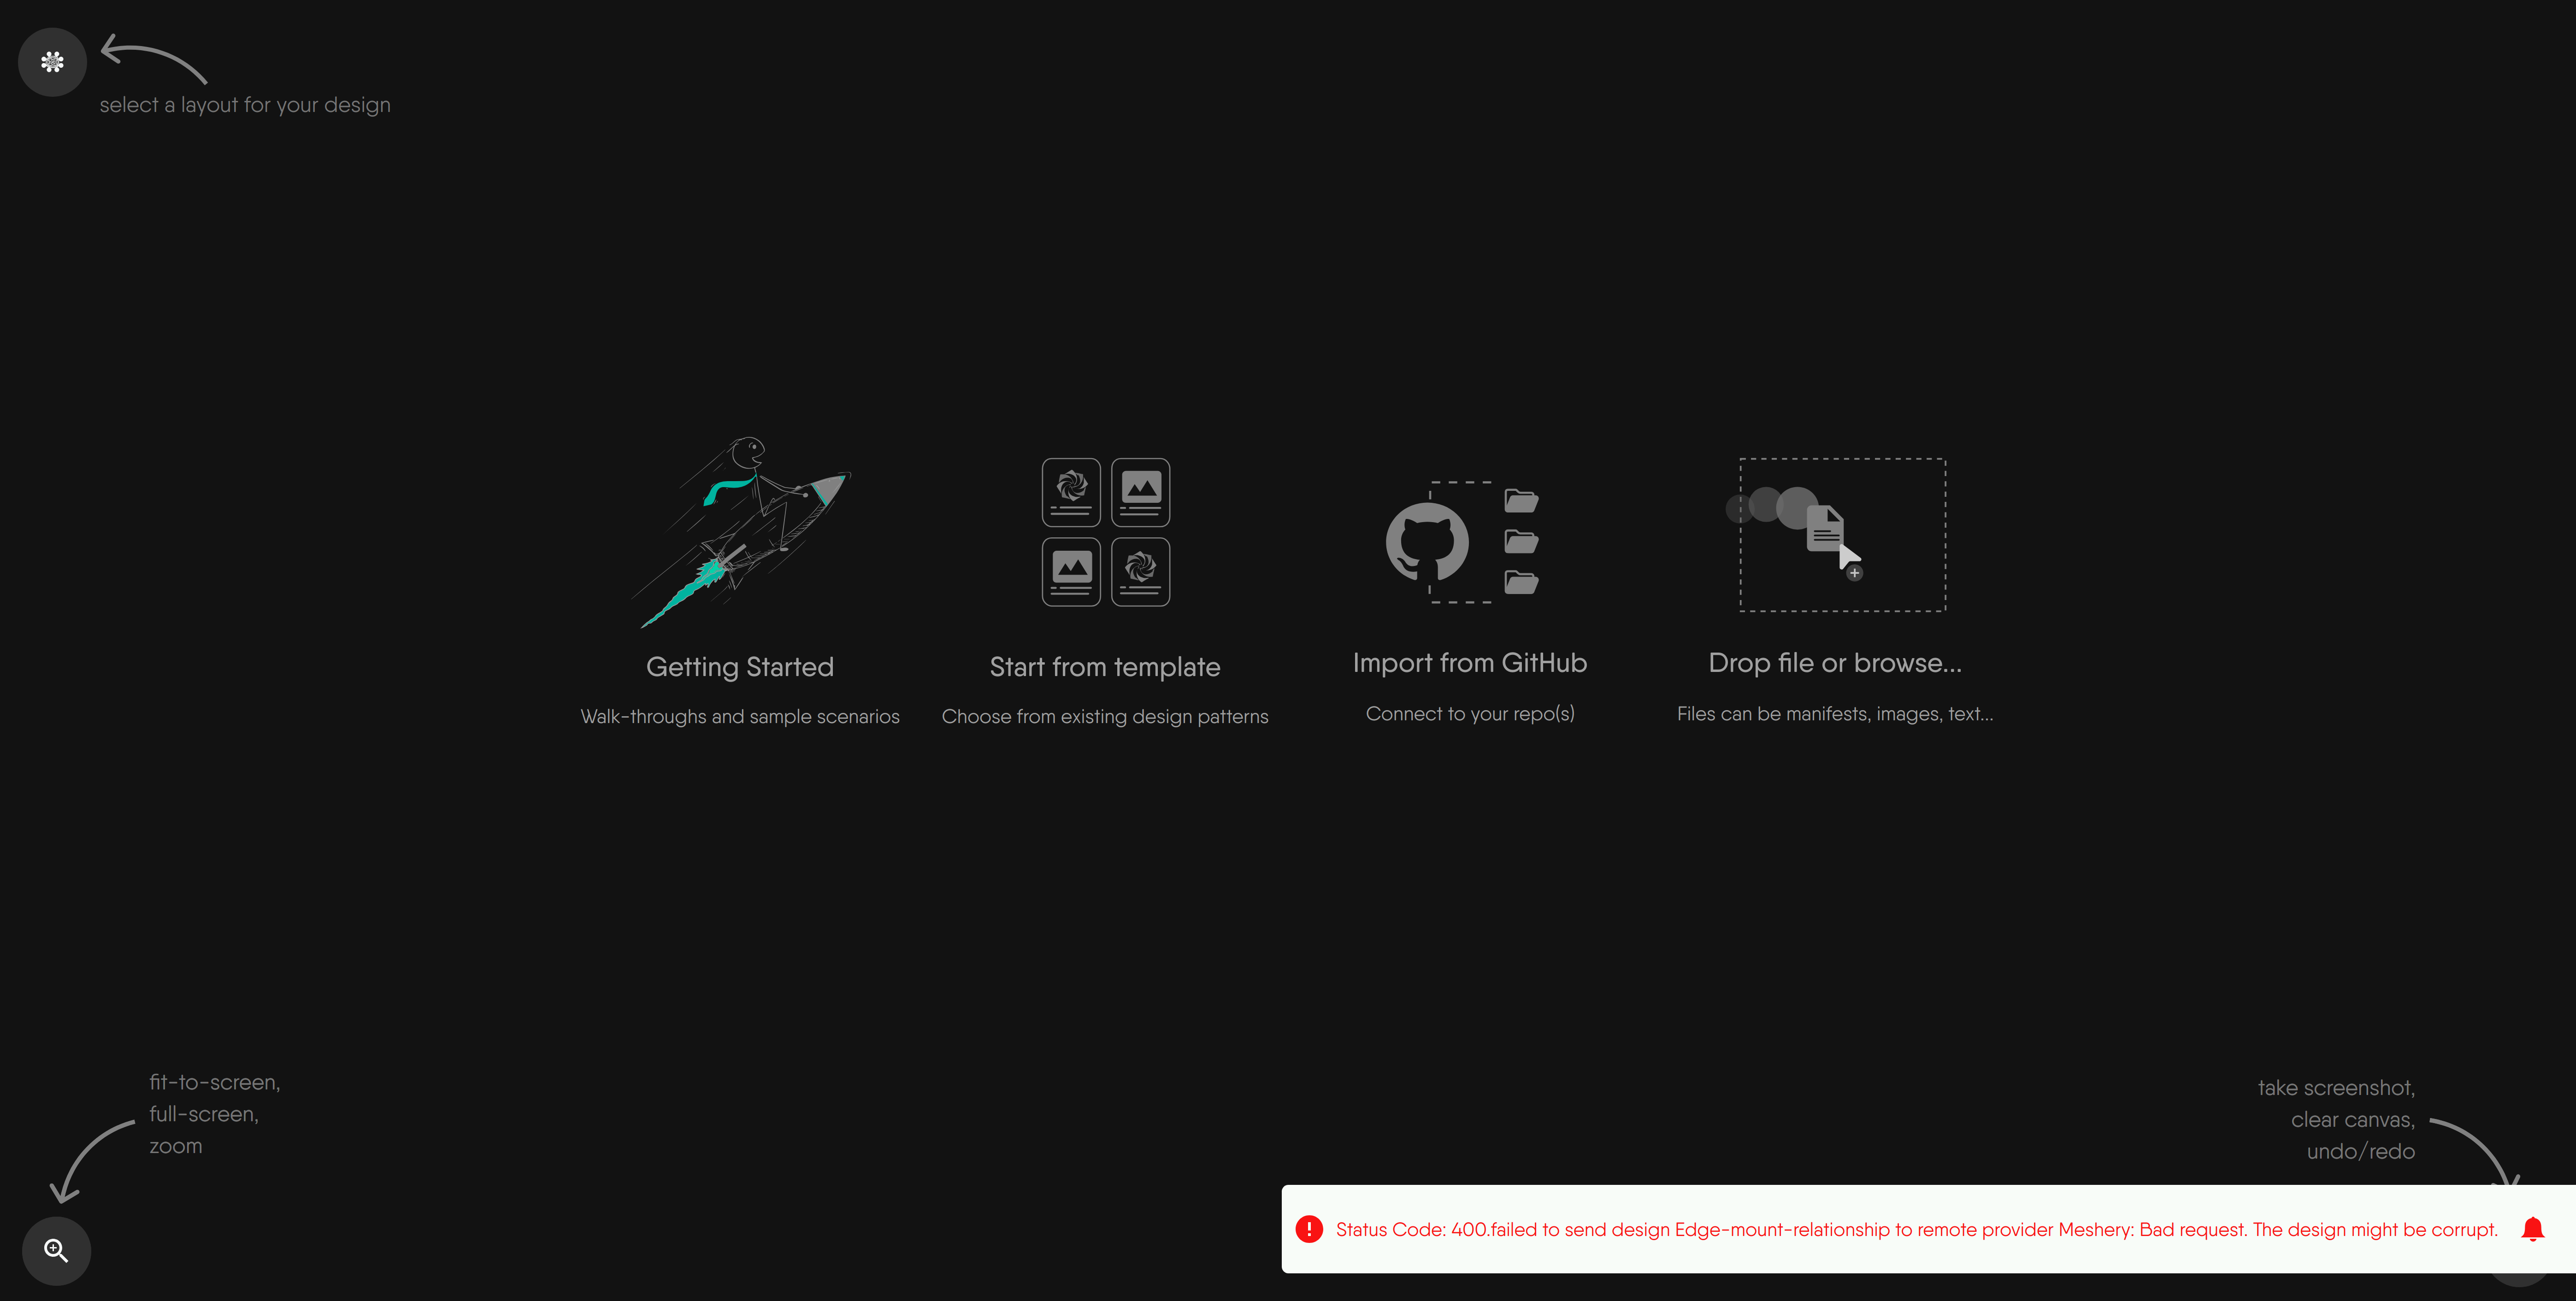 select a layout for your design
Getting Started
Walk-throughs and sample scenarios
Start from template
Choose from existing design patterns
Import from GitHub
Connect to your repo(s)
Drop file or browse...
Files can be manifests, images, text...
fit-to-screen,
full-screen,
zoom
take screenshot,
clear canvas,
undo/redo
Status Code: 400.failed to send design Edge-mount-relationship to remote provider Meshery: Bad request. The design might be corrupt.